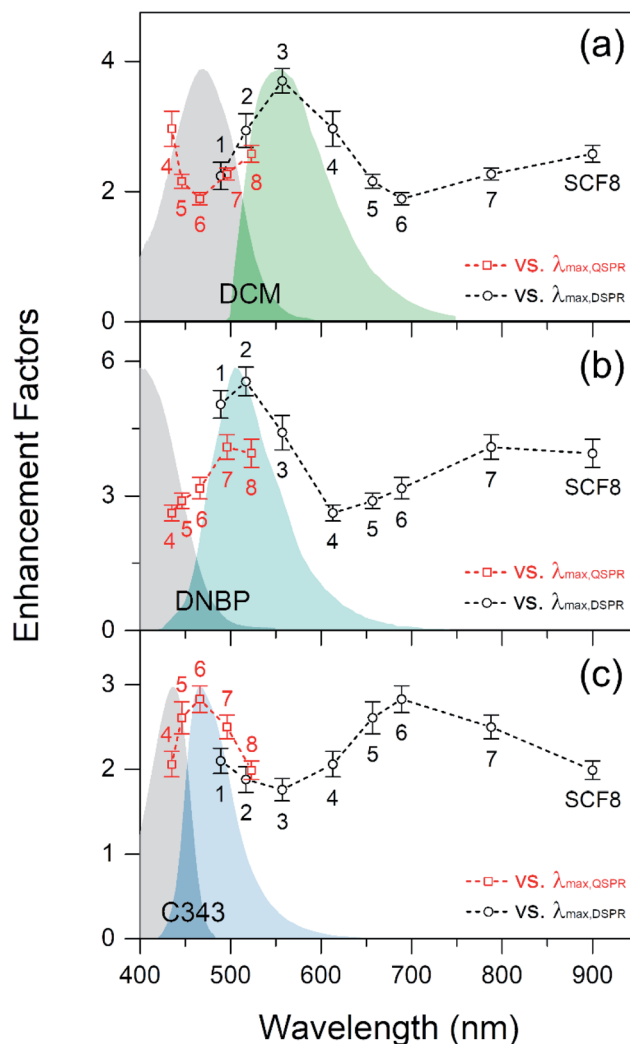 Enhancement Factors
(a)
4
2
0
1
2
3
4
5
6
7
8
4
5
6
7
SCF8
DCM
vs. λmax,QSPR
vs. λmax,DSPR
(b)
6
3
0
1
2
3
4
5
6
7
8
4
5
6
7
SCF8
DNBP
vs. λmax,QSPR
vs. λmax,DSPR
(c)
3
2
1
0
4
5
6
7
8
1
2
3
4
5
6
7
SCF8
C343
vs. λmax,QSPR
vs. λmax,DSPR
400 500 600 700 800 900
Wavelength (nm)